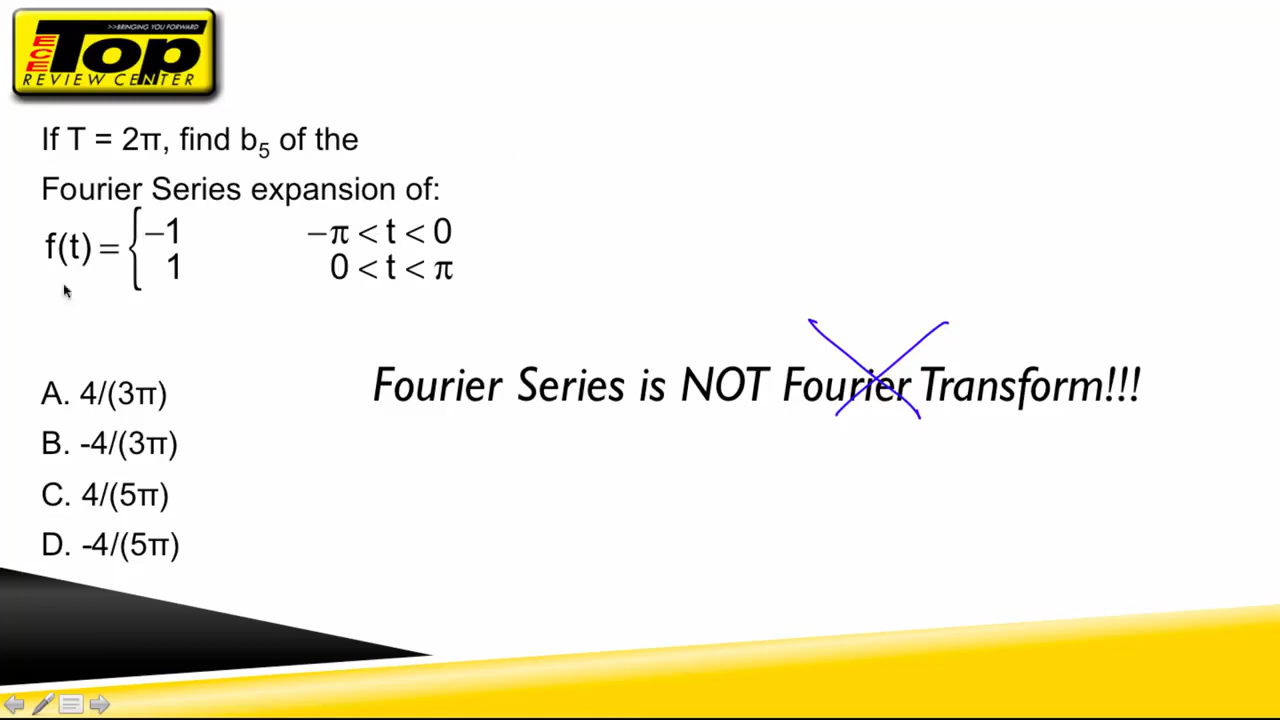 >>BRINGING YOU FORWARD
ECE Top
REVIEW CENTER
If T = 2π, find b₅ of the
Fourier Series expansion of:
f(t) = { −1 −π < t < 0
1 0 < t < π
Fourier Series is NOT Fourier Transform!!!
A. 4/(3π)
B. -4/(3π)
C. 4/(5π)
D. -4/(5π)